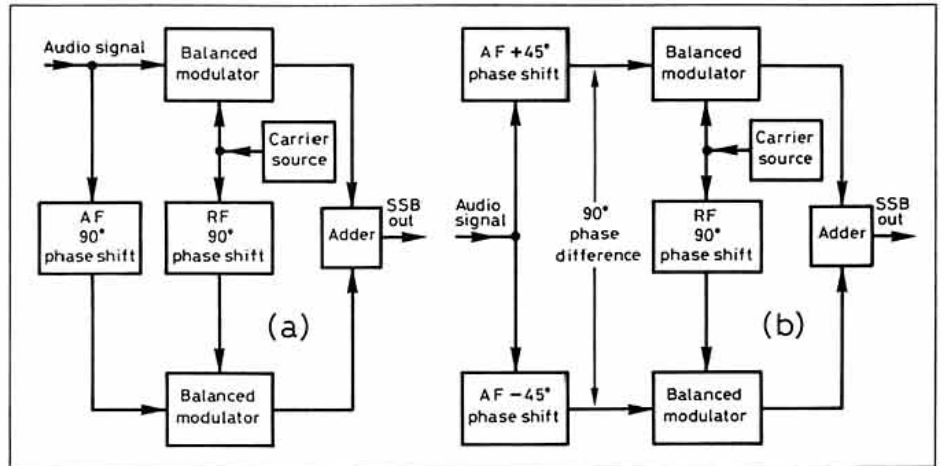 Audio signal
Balanced
modulator
Carrier
source
AF
90°
phase shift
RF
90°
phase shift
Adder
SSB
out
(a)
Balanced
modulator
AF +45°
phase shift
Balanced
modulator
Carrier
source
Audio
signal
90°
phase
difference
RF
90°
phase shift
Adder
SSB
out
(b)
AF −45°
phase shift
Balanced
modulator